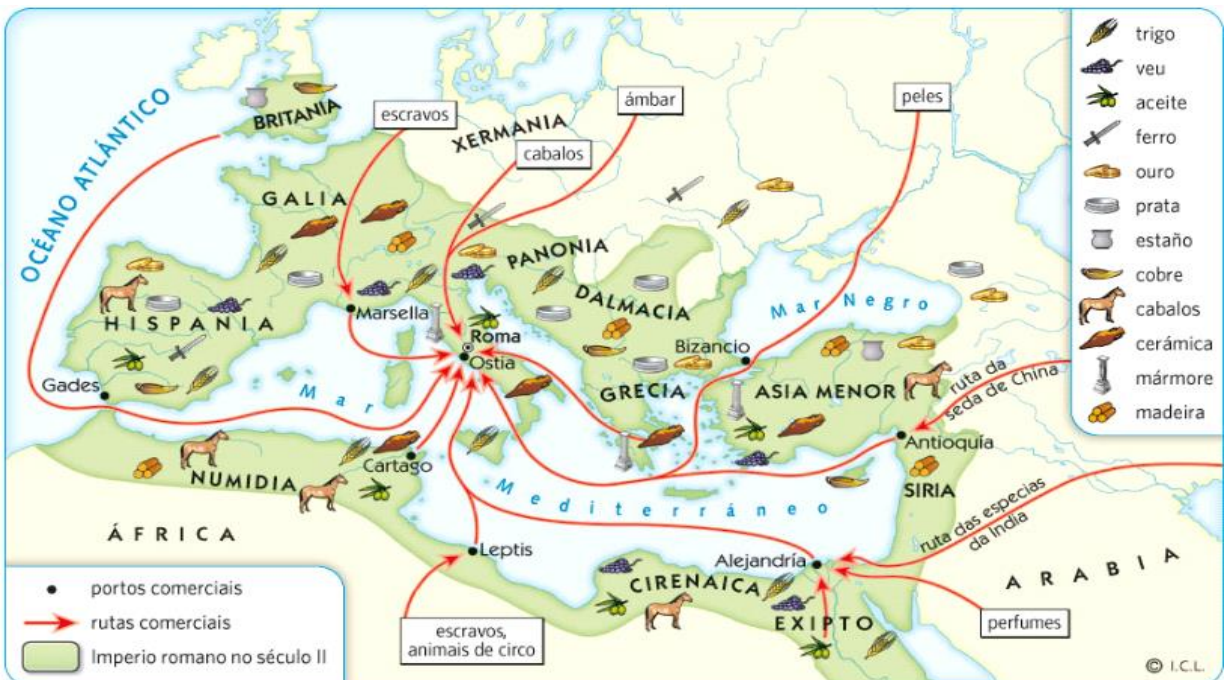 OCÉANO ATLÁNTICO
BRITANIA
escravos
XERMANIA
ámbar
cabalos
peles
GALIA
PANONIA
DALMACIA
Mar Negro
HISPANIA
Marsella
Roma
Ostia
Bizancio
GRECIA
ASIA MENOR
ruta da
seda de China
Gades
Mar
Mediterráneo
Antioquía
Cartago
NUMIDIA
SIRIA
ÁFRICA
Leptis
Alejandría
ruta das especias
da India
CIRENAICA
ARABIA
EXIPTO
perfumes
escravos,
animais de circo
trigo
veu
aceite
ferro
ouro
prata
estaño
cobre
cabalos
cerámica
mármore
madeira
portos comerciais
rutas comerciais
Imperio romano no século II
© I.C.L.